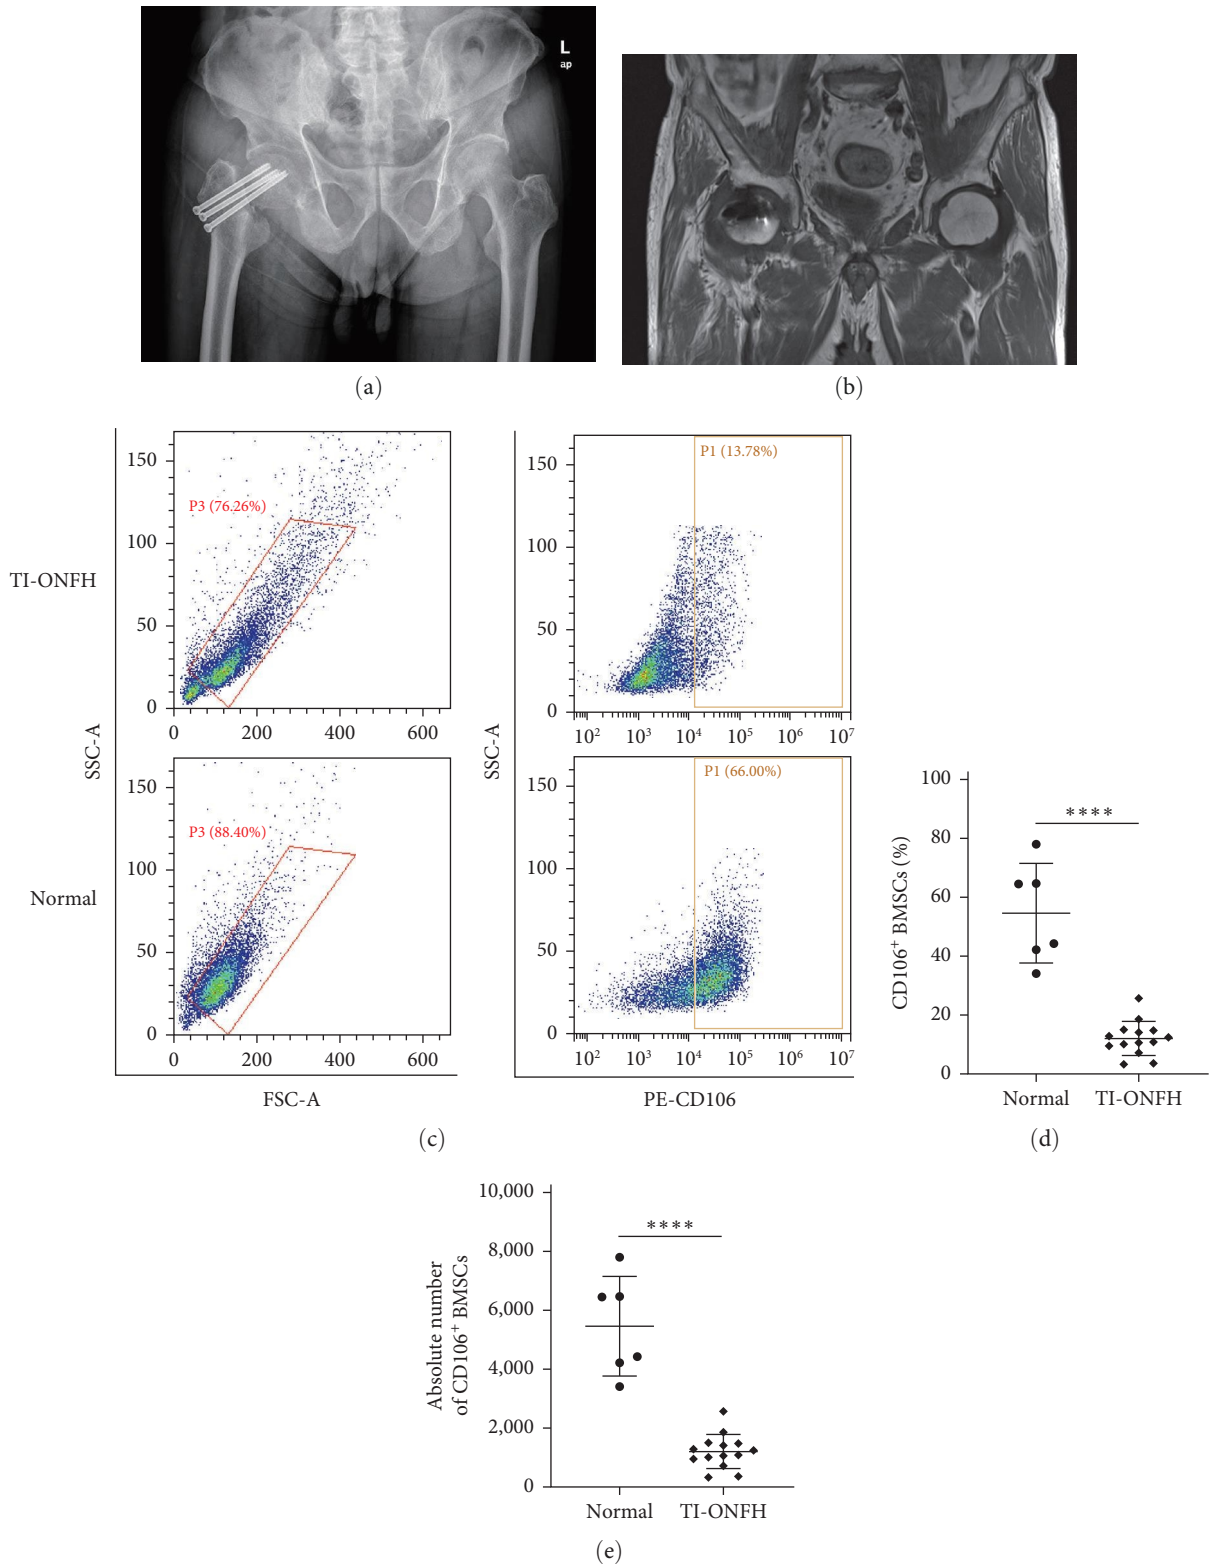 L
ap
(a)
(b)
TI-ONFH
Normal
SSC-A
150
100
50
0
P3 (76.26%)
0 200 400 600
150
100
50
0
P3 (88.40%)
0 200 400 600
FSC-A
SSC-A
150
100
50
0
P1 (13.78%)
10² 10³ 10⁴ 10⁵ 10⁶ 10⁷
150
100
50
0
P1 (66.00%)
10² 10³ 10⁴ 10⁵ 10⁶ 10⁷
PE-CD106
(c)
CD106⁺ BMSCs (%)
100
80
60
40
20
0
****
Normal TI-ONFH
(d)
Absolute number
of CD106⁺ BMSCs
10,000
8,000
6,000
4,000
2,000
0
****
Normal TI-ONFH
(e)